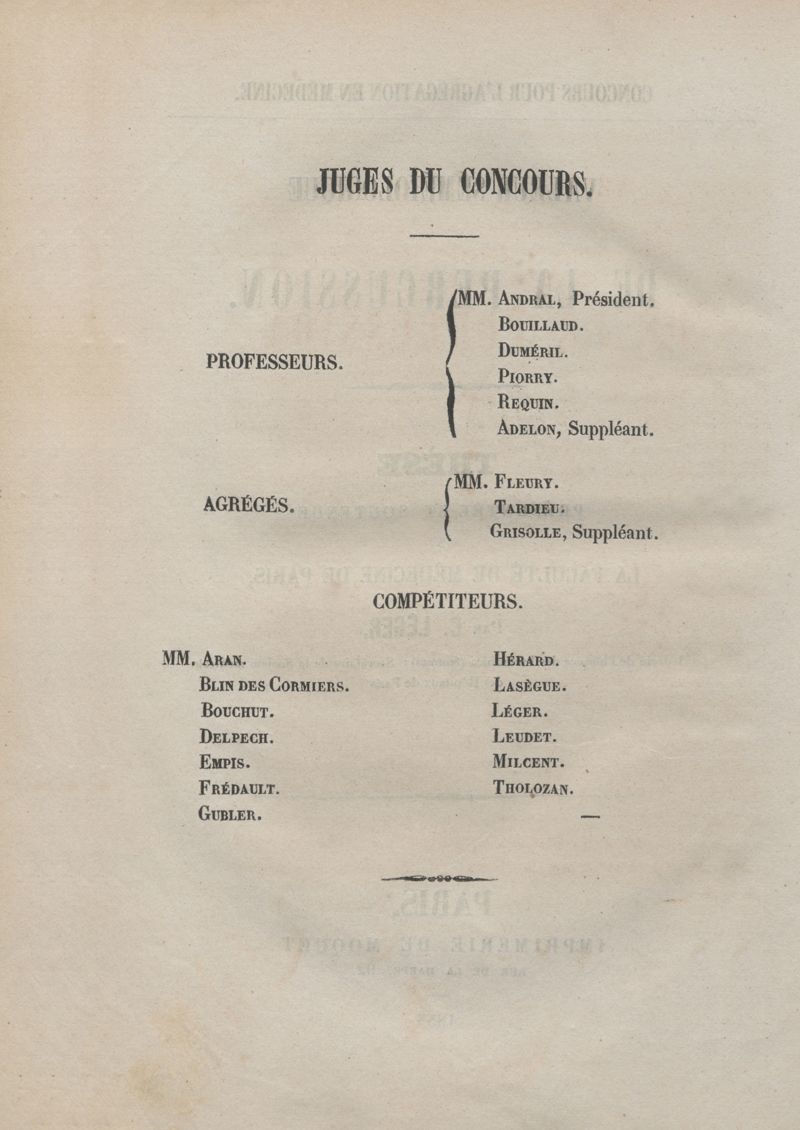 JUGES DU CONCOURS.
PROFESSEURS.
MM. ANDRAL, Président.
BOUILLAUD.
DUMÉRIL.
PIORRY.
REQUIN.
ADELON, Suppléant.
AGRÉGÉS.
MM. FLEURY.
TARDIEU.
GRISOLLE, Suppléant.
COMPÉTITEURS.
MM. ARAN.
BLIN DES CORMIERS.
BOUCHUT.
DELPECH.
EMPIS.
FRÉDAULT.
GUBLER.
HÉRARD.
LASÈGUE.
LÉGER.
LEUDET.
MILCENT.
THOLOZAN.
—